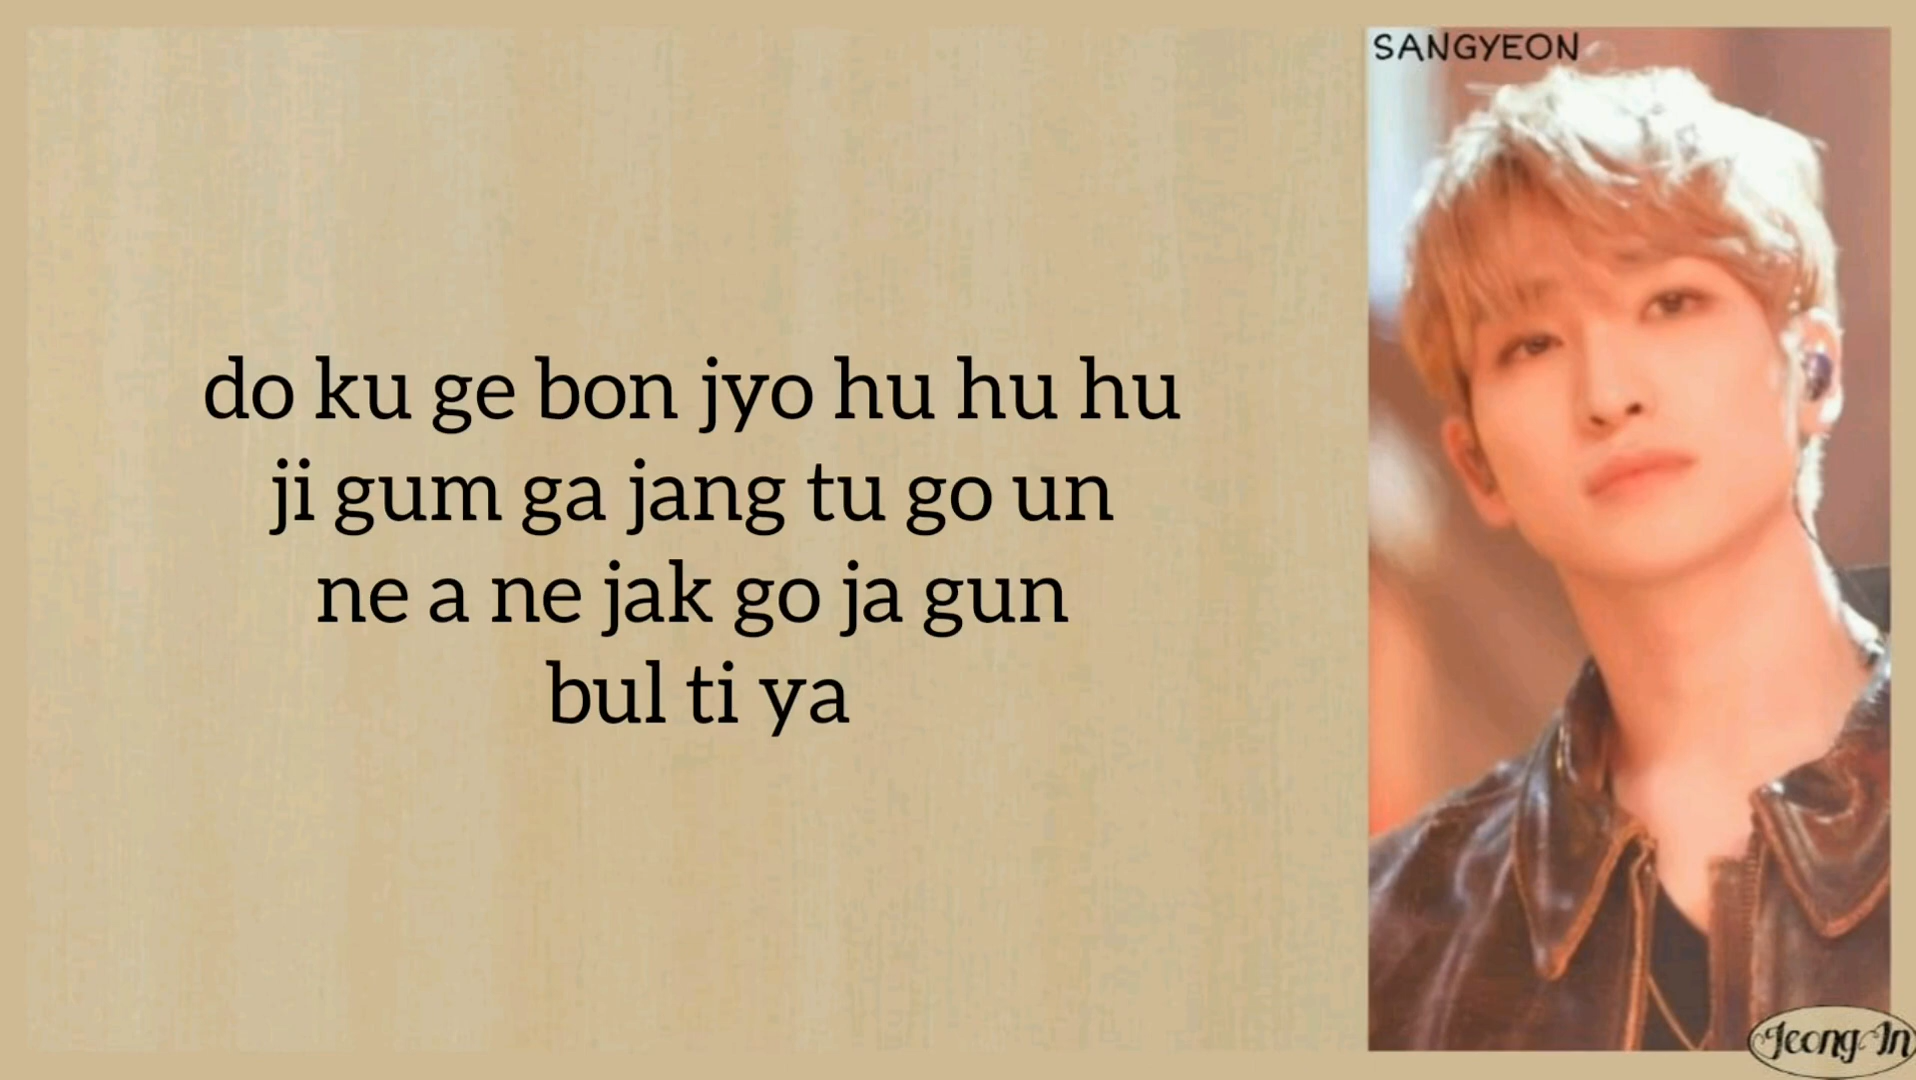 SANGYEON
do ku ge bon jyo hu hu hu
ji gum ga jang tu go un
ne a ne jak go ja gun
bul ti ya
Jeong In